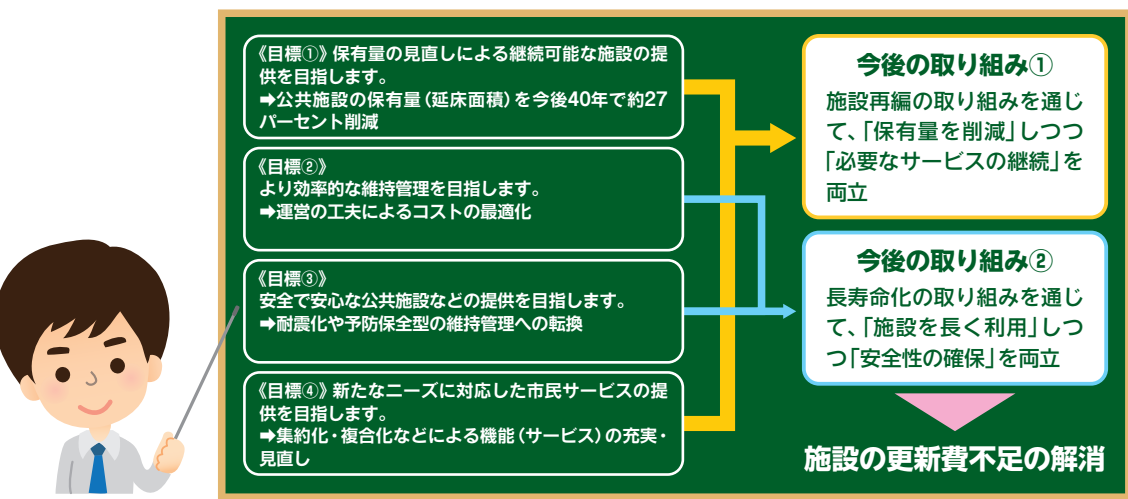 《目標①》保有量の見直しによる継続可能な施設の提
供を目指します。
➡公共施設の保有量(延床面積)を今後40年で約27
パーセント削減
《目標②》
より効率的な維持管理を目指します。
➡運営の工夫によるコストの最適化
《目標③》
安全で安心な公共施設などの提供を目指します。
➡耐震化や予防保全型の維持管理への転換
《目標④》新たなニーズに対応した市民サービスの提
供を目指します。
➡集約化・複合化などによる機能(サービス)の充実・
見直し
今後の取り組み①
施設再編の取り組みを通じ
て、「保有量を削減」しつつ
「必要なサービスの継続」を
両立
今後の取り組み②
長寿命化の取り組みを通じ
て、「施設を長く利用」しつ
つ「安全性の確保」を両立
施設の更新費不足の解消